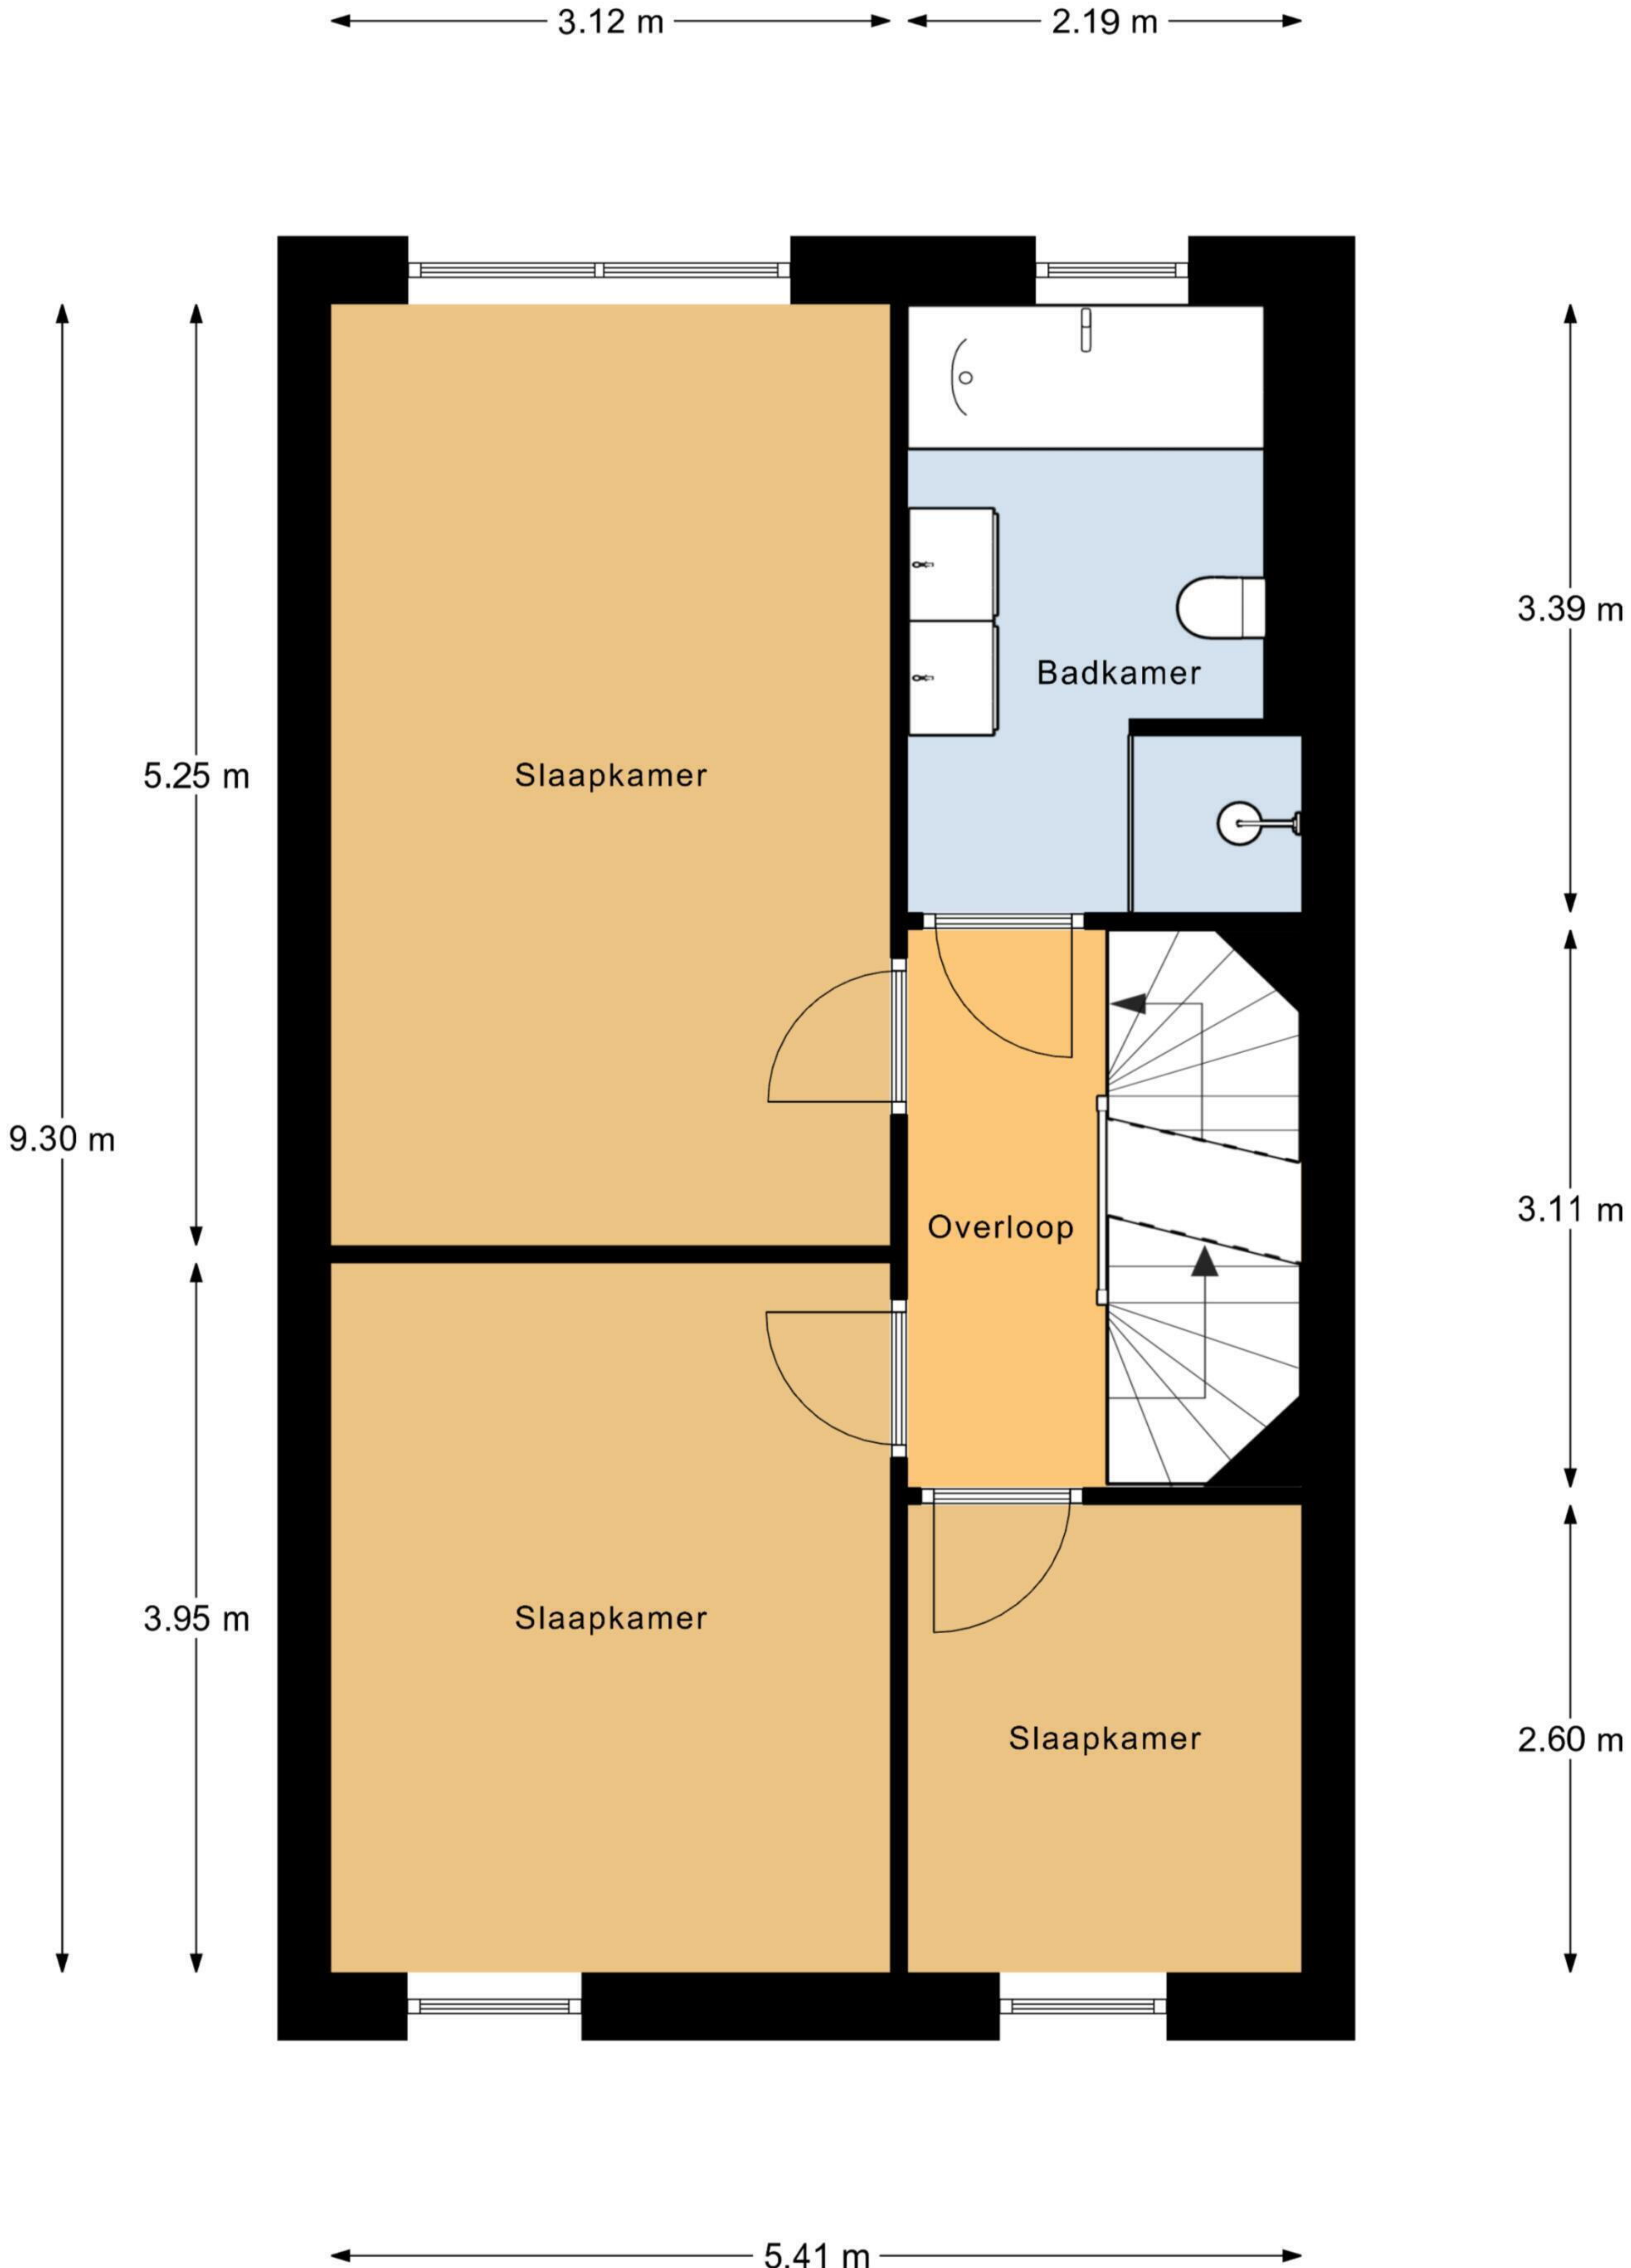 3.12 m
2.19 m
3.39 m
Badkamer
5.25 m
Slaapkamer
9.30 m
3.11 m
Overloop
3.95 m
Slaapkamer
Slaapkamer
2.60 m
5.41 m